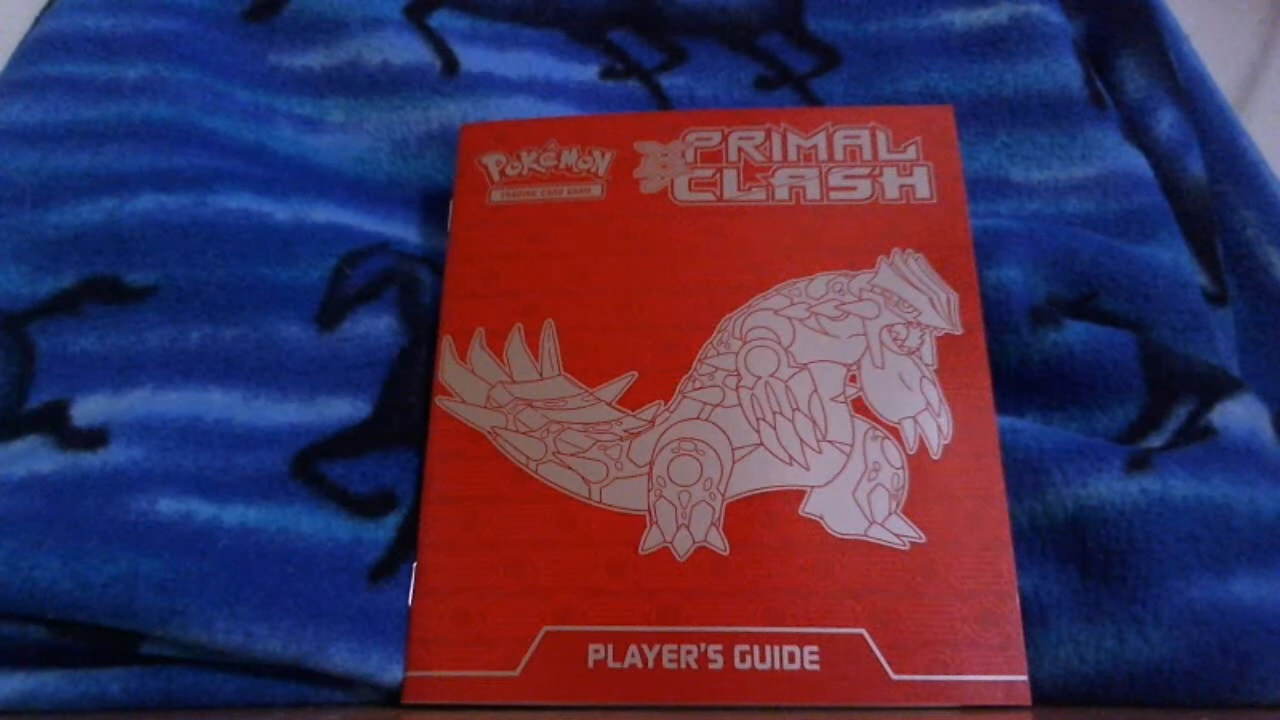 POKéMON
TRADING CARD GAME
PRIMAL
CLASH
PLAYER'S GUIDE